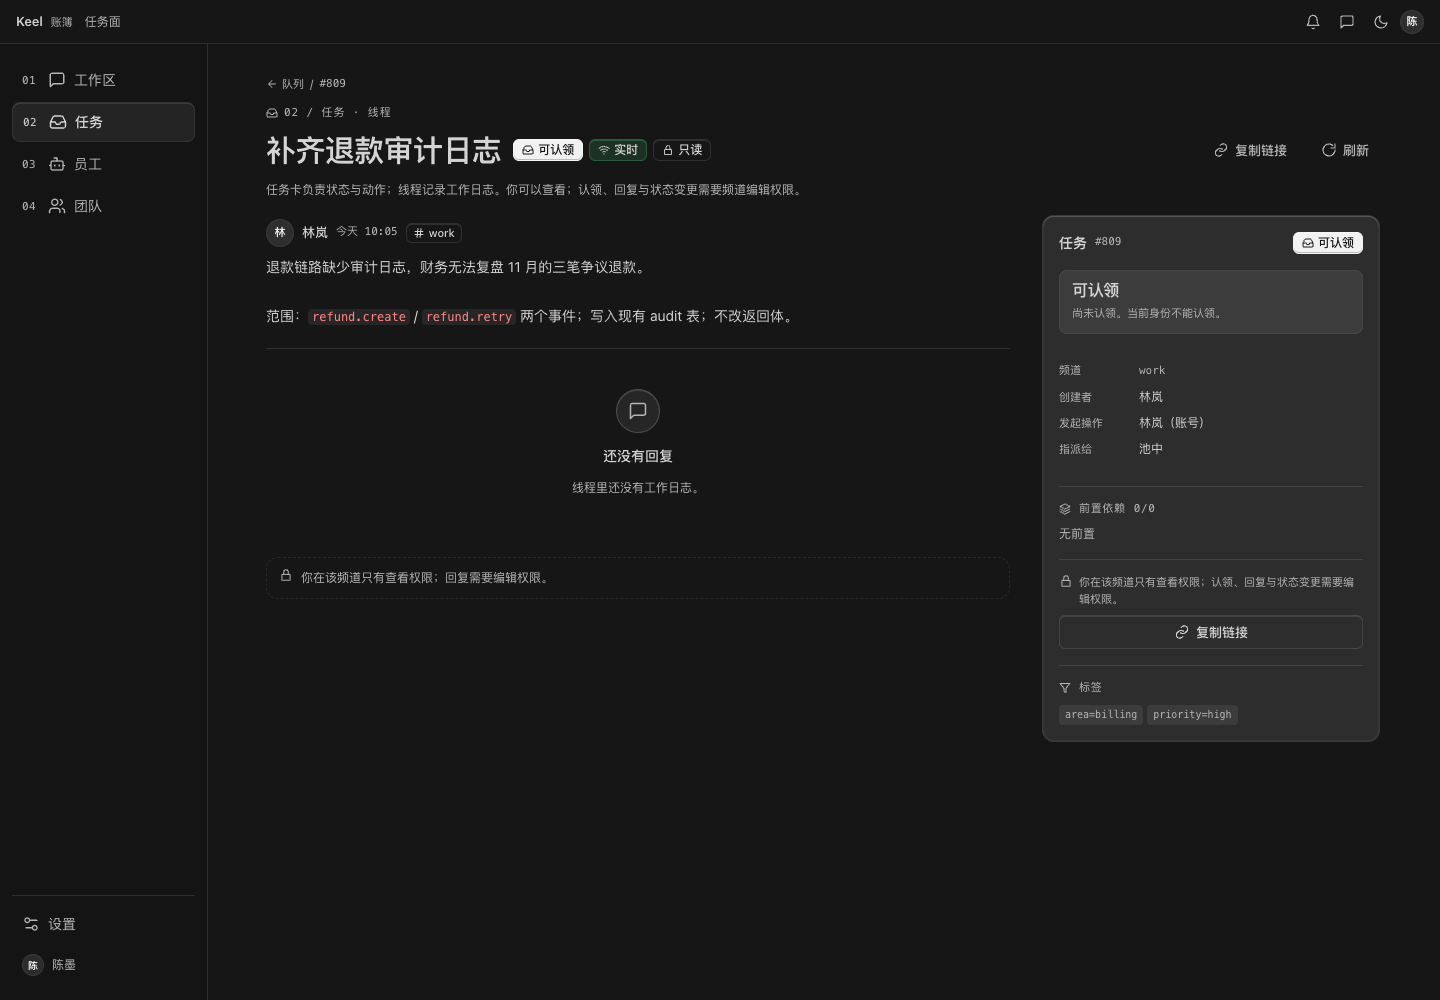 Keel 账簿 任务面
陈
01 工作区
02 任务
03 员工
04 团队
设置
陈 陈墨
队列 / #809
02 / 任务 · 线程
补齐退款审计日志 可认领 实时 只读
复制链接 刷新
任务卡负责状态与动作；线程记录工作日志。你可以查看；认领、回复与状态变更需要频道编辑权限。
林 林岚 今天 10:05 # work
退款链路缺少审计日志，财务无法复盘 11 月的三笔争议退款。
范围：refund.create / refund.retry 两个事件；写入现有 audit 表；不改返回体。
还没有回复
线程里还没有工作日志。
你在该频道只有查看权限；回复需要编辑权限。
任务 #809 可认领
可认领
尚未认领。当前身份不能认领。
频道 work
创建者 林岚
发起操作 林岚（账号）
指派给 池中
前置依赖 0/0
无前置
你在该频道只有查看权限；认领、回复与状态变更需要编
辑权限。
复制链接
标签
area=billing priority=high